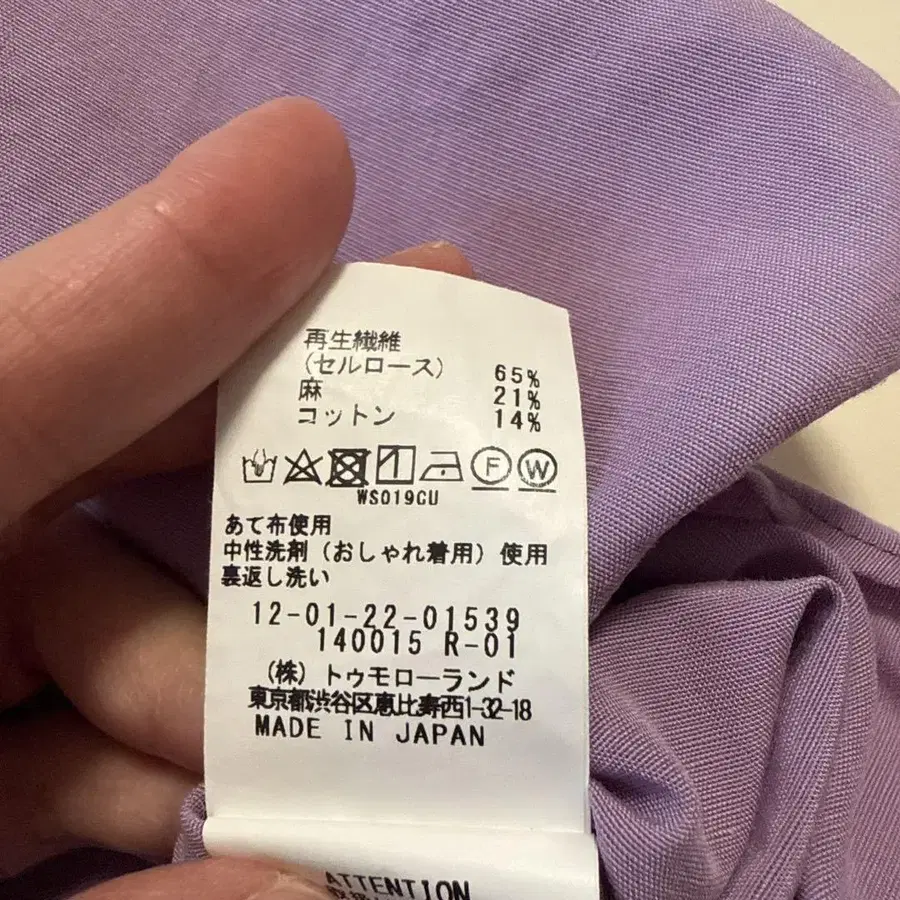 再生繊維
(セルロース) 65%
麻 21%
コットン 14%
F W
WS019CU
あて布使用
中性洗剤(おしゃれ着用)使用
裏返し洗い
12-01-22-01539
140015 R-01
(株)トゥモローランド
東京都渋谷区恵比寿西1-32-18
MADE IN JAPAN
ATTENTION